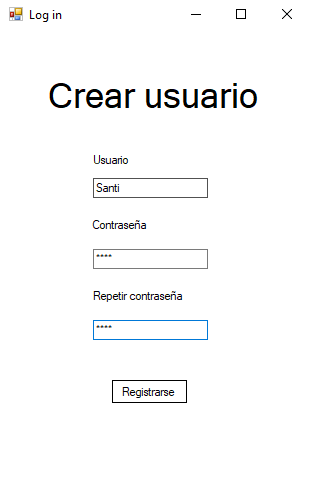 Log in
Crear usuario
Usuario
Santi
Contraseña
****
Repetir contraseña
****
Registrarse